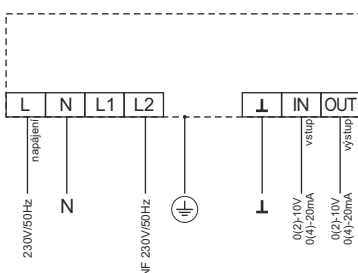 L N L1 L2 ⊥ IN OUT
napájení
vstup
výstup
230V/50Hz
N
NF 230V/50Hz
⊥
0(2)-10V
0(4)-20mA
0(2)-10V
0(4)-20mA